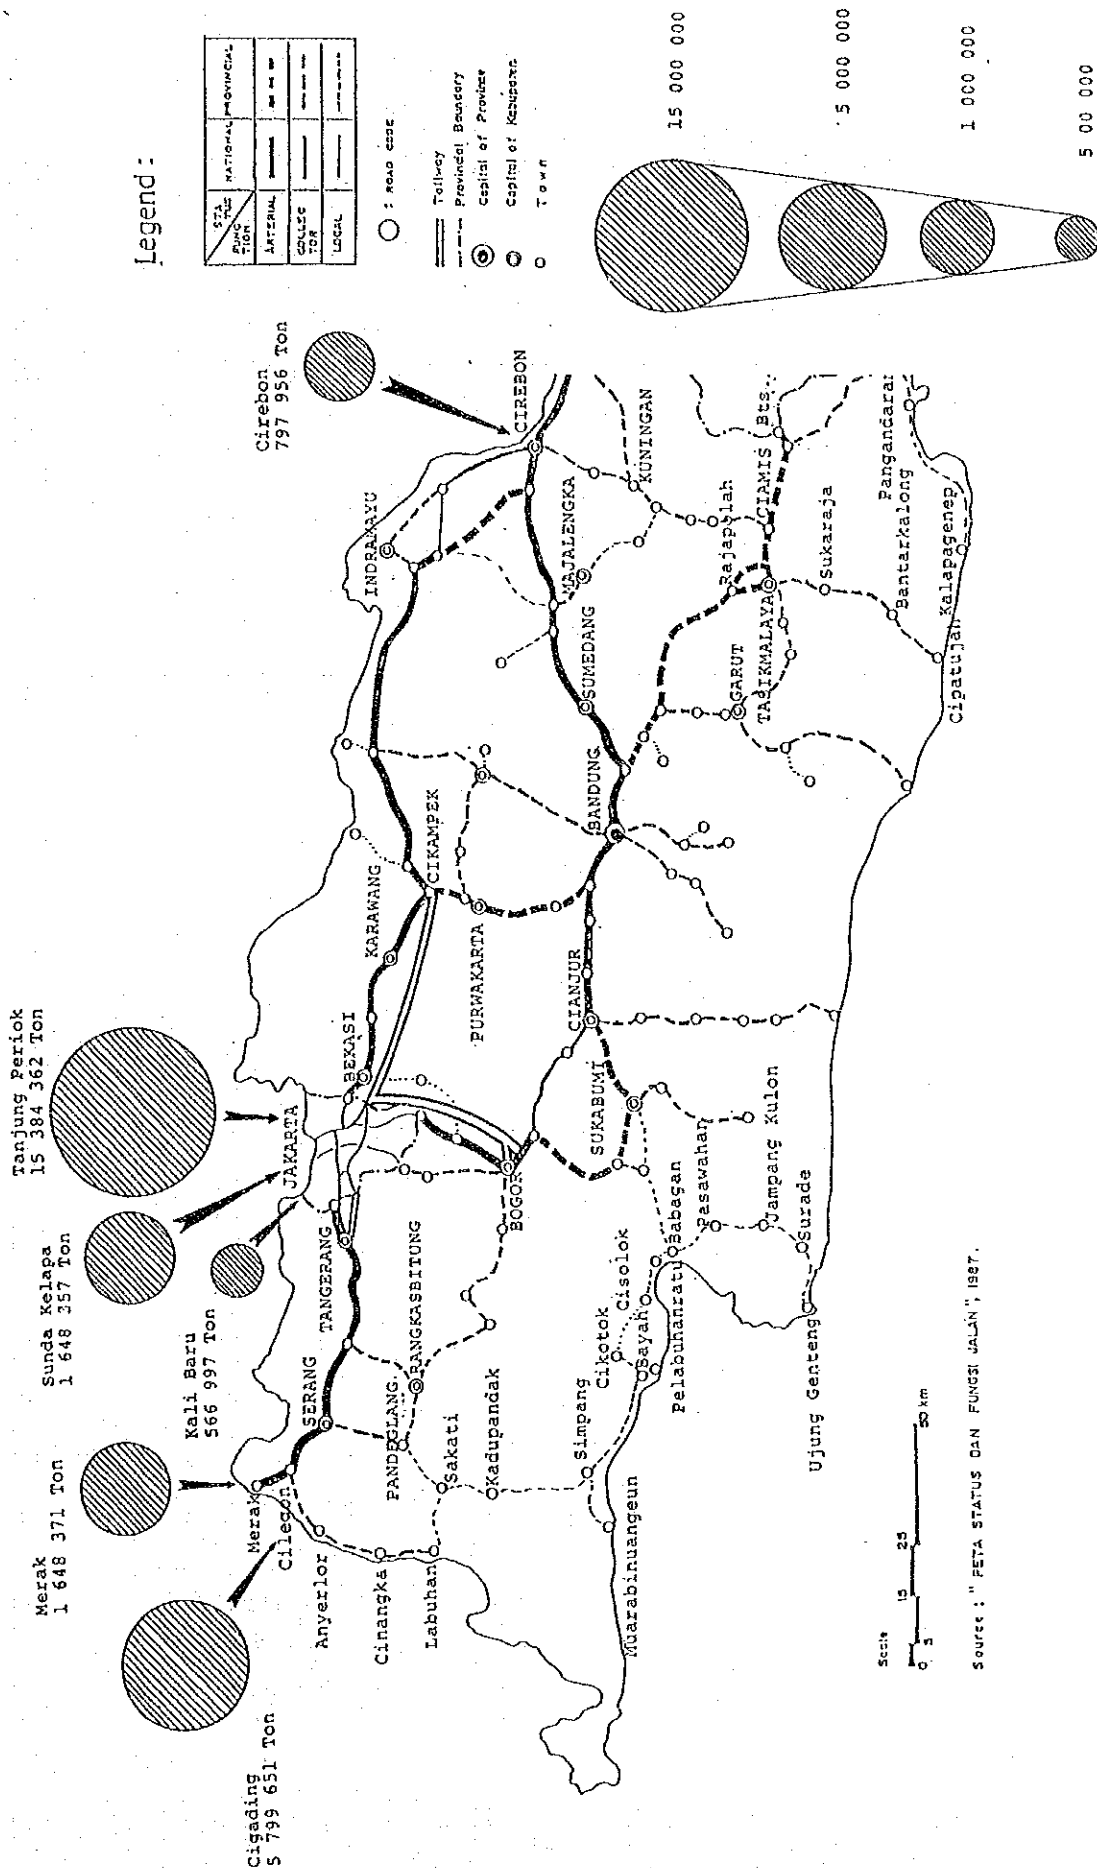 Legend :
STATUS
FUNCTION
NATIONAL
PROVINCIAL
ARTERIAL
COLLECTOR
LOCAL
: ROAD CODE
Tollway
Provincial Boundary
Capital of Province
Capital of Kabupaten
Town
15 000 000
5 000 000
1 000 000
5 00 000
Cigading
5 799 651 Ton
Merak
1 648 371 Ton
Kali Baru
566 997 Ton
Sunda Kelapa
1 648 357 Ton
Tanjung Periok
15 384 362 Ton
Cirebon
797 956 Ton
Merak
Cilegon
SERANG
TANGERANG
JAKARTA
BEKASI
KARAWANG
CIKAMPEK
INDRAMAYU
CIREBON
Anyerlor
Cinangka
Labuhan
PANDEGLANG
RANGKASBITUNG
Sakati
Kadupandak
BOGOR
PURWAKARTA
SUMEDANG
MAJALENGKA
KUNINGAN
Simpang
Cikotok
Bayah
Cisolok
Pelabuhanratu
Babagan
SUKABUMI
CIANJUR
BANDUNG
Rajapolah
CIAMIS
Bts.
GARUT
TASIKMALAYA
Sukaraja
Muarabinuangeun
Pasawahan
Jampang Kulon
Surade
Ujung Genteng
Bantarkalong
Pangandaran
Cipatujah
Kalapagenep
Scale
0 5 15 25 50 km
Source : " PETA STATUS DAN FUNGSI JALAN ", 1987.